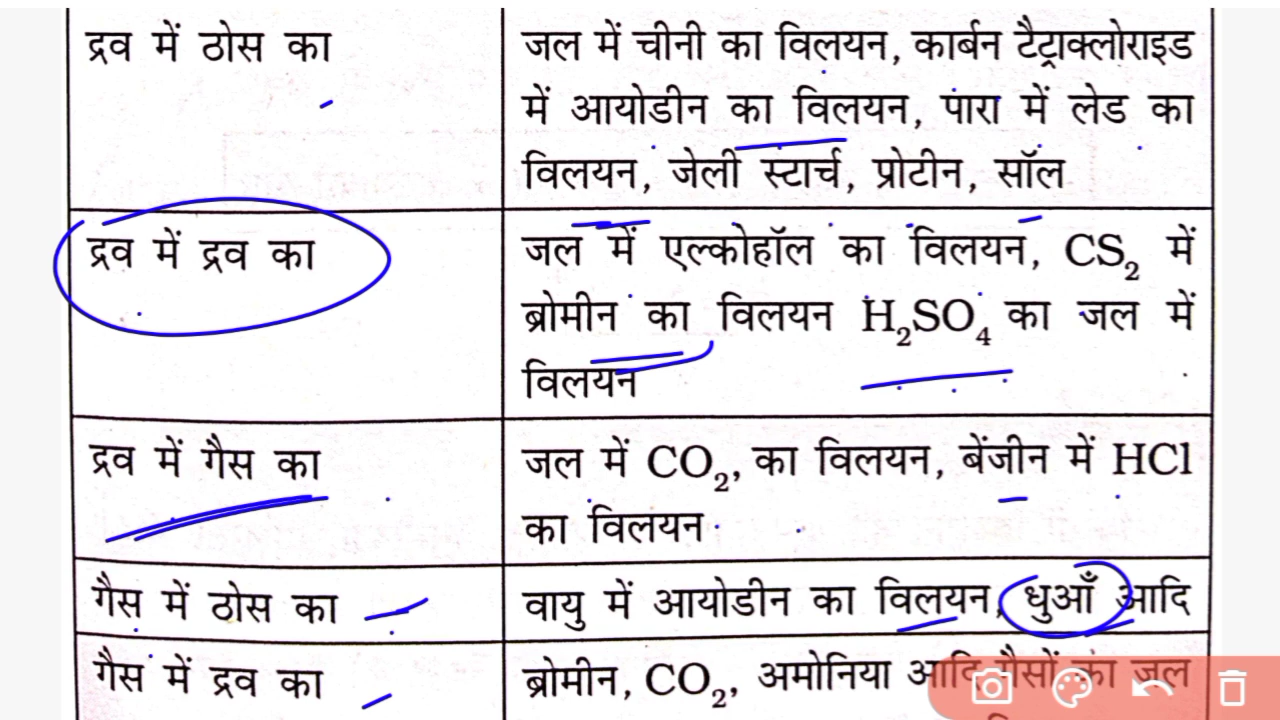 द्रव में ठोस का
जल में चीनी का विलयन, कार्बन टैट्राक्लोराइड
में आयोडीन का विलयन, पारा में लेड का
विलयन, जेली स्टार्च, प्रोटीन, सॉल
द्रव में द्रव का
जल में एल्कोहॉल का विलयन, CS₂ में
ब्रोमीन का विलयन H₂SO₄ का जल में
विलयन
द्रव में गैस का
जल में CO₂, का विलयन, बेंजीन में HCl
का विलयन
गैस में ठोस का
वायु में आयोडीन का विलयन, धुआँ आदि
गैस में द्रव का
ब्रोमीन, CO₂, अमोनिया आदि गैसों का जल